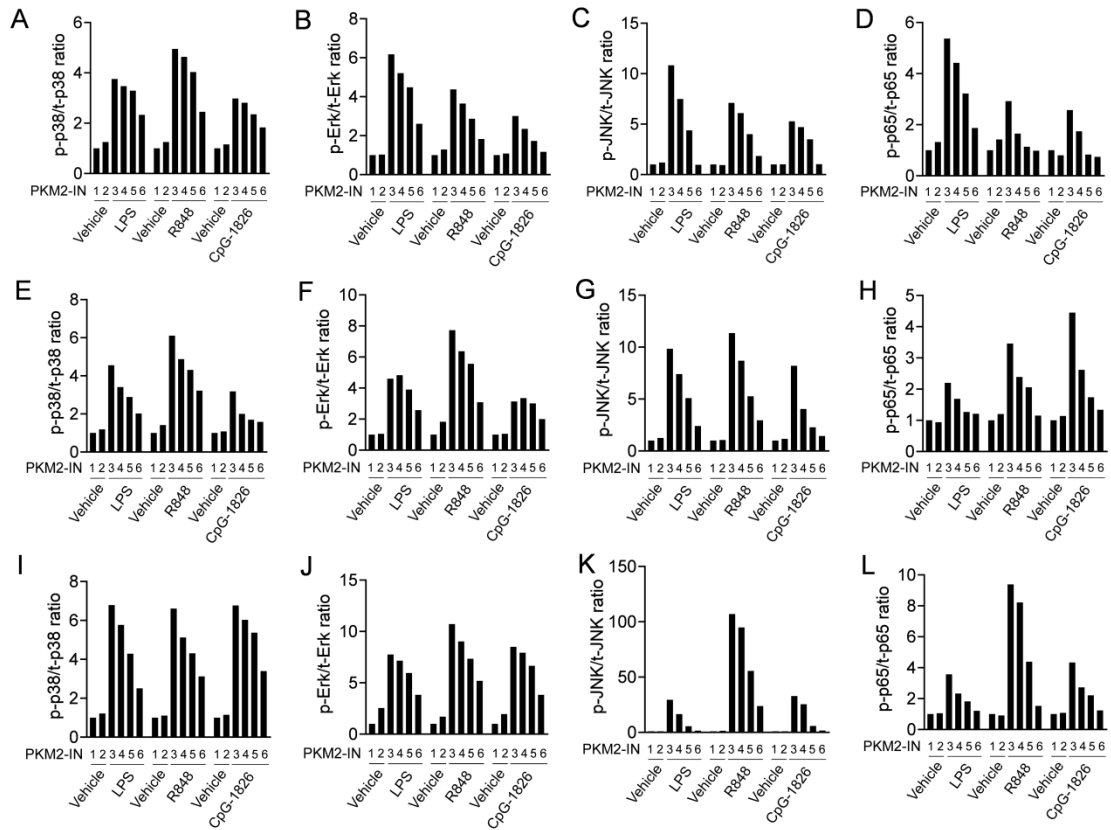 A
p-p38/t-p38 ratio
8
6
4
2
0
PKM2-IN 1 2 3 4 5 6 1 2 3 4 5 6 1 2 3 4 5 6
Vehicle LPS Vehicle R848 Vehicle CpG-1826
B
p-Erk/t-Erk ratio
8
6
4
2
0
1 2 3 4 5 6 1 2 3 4 5 6 1 2 3 4 5 6
Vehicle LPS Vehicle R848 Vehicle CpG-1826
C
p-JNK/t-JNK ratio
15
10
5
0
1 2 3 4 5 6 1 2 3 4 5 6 1 2 3 4 5 6
Vehicle LPS Vehicle R848 Vehicle CpG-1826
D
p-p65/t-p65 ratio
6
4
2
0
1 2 3 4 5 6 1 2 3 4 5 6 1 2 3 4 5 6
Vehicle LPS Vehicle R848 Vehicle CpG-1826
E
p-p38/t-p38 ratio
8
6
4
2
0
PKM2-IN 1 2 3 4 5 6 1 2 3 4 5 6 1 2 3 4 5 6
Vehicle LPS Vehicle R848 Vehicle CpG-1826
F
p-Erk/t-Erk ratio
10
8
6
4
2
0
PKM2-IN 1 2 3 4 5 6 1 2 3 4 5 6 1 2 3 4 5 6
Vehicle LPS Vehicle R848 Vehicle CpG-1826
G
p-JNK/t-JNK ratio
15
10
5
0
PKM2-IN 1 2 3 4 5 6 1 2 3 4 5 6 1 2 3 4 5 6
Vehicle LPS Vehicle R848 Vehicle CpG-1826
H
p-p65/t-p65 ratio
5
4
3
2
1
0
PKM2-IN 1 2 3 4 5 6 1 2 3 4 5 6 1 2 3 4 5 6
Vehicle LPS Vehicle R848 Vehicle CpG-1826
I
p-p38/t-p38 ratio
8
6
4
2
0
PKM2-IN 1 2 3 4 5 6 1 2 3 4 5 6 1 2 3 4 5 6
Vehicle LPS Vehicle R848 Vehicle CpG-1826
J
p-Erk/t-Erk ratio
15
10
5
0
PKM2-IN 1 2 3 4 5 6 1 2 3 4 5 6 1 2 3 4 5 6
Vehicle LPS Vehicle R848 Vehicle CpG-1826
K
p-JNK/t-JNK ratio
150
100
50
0
PKM2-IN 1 2 3 4 5 6 1 2 3 4 5 6 1 2 3 4 5 6
Vehicle LPS Vehicle R848 Vehicle CpG-1826
L
p-p65/t-p65 ratio
10
8
6
4
2
0
PKM2-IN 1 2 3 4 5 6 1 2 3 4 5 6 1 2 3 4 5 6
Vehicle LPS Vehicle R848 Vehicle CpG-1826